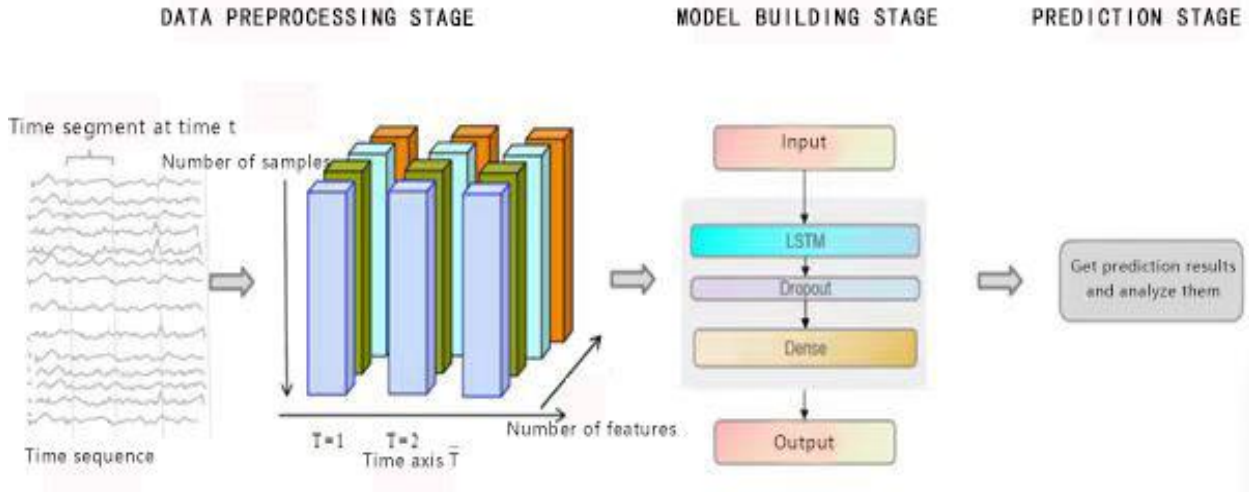 DATA PREPROCESSING STAGE
MODEL BUILDING STAGE
PREDICTION STAGE
Time segment at time t
Number of samples
Time sequence
T=1
T=2
Time axis T̄
Number of features
Input
LSTM
Dropout
Dense
Output
Get prediction results
and analyze them